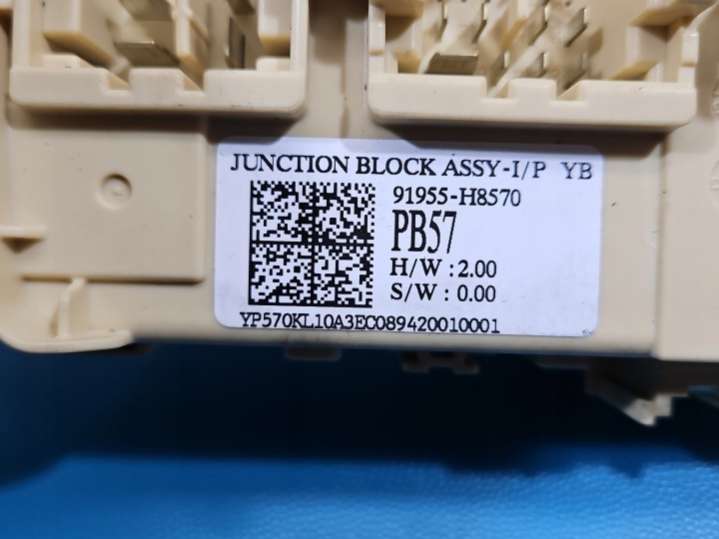 JUNCTION BLOCK ASSY-I/P YB
91955-H8570
PB57
H/W : 2.00
S/W : 0.00
YP570KL10A3EC089420010001